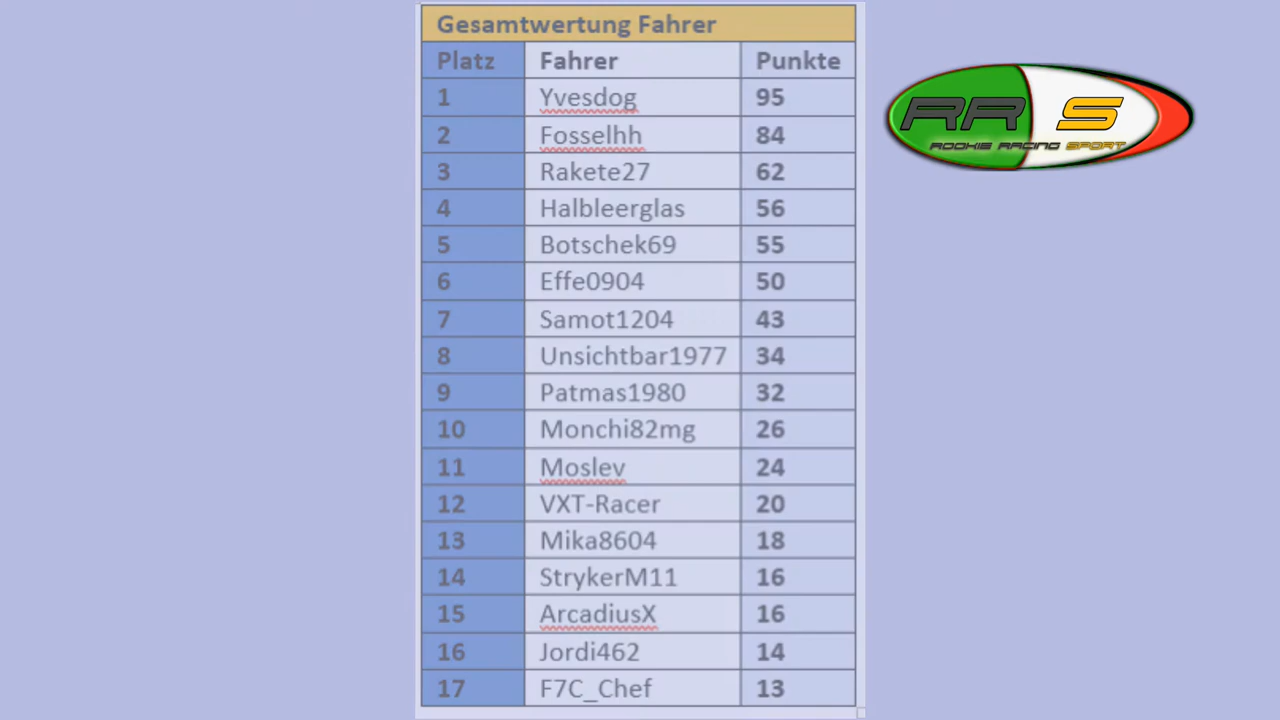 Gesamtwertung Fahrer
Platz Fahrer Punkte
1 Yvesdog 95
2 Fosselhh 84
3 Rakete27 62
4 Halbleerglas 56
5 Botschek69 55
6 Effe0904 50
7 Samot1204 43
8 Unsichtbar1977 34
9 Patmas1980 32
10 Monchi82mg 26
11 Moslev 24
12 VXT-Racer 20
13 Mika8604 18
14 StrykerM11 16
15 ArcadiusX 16
16 Jordi462 14
17 F7C_Chef 13
RR S
ROOKIE RACING SPORT